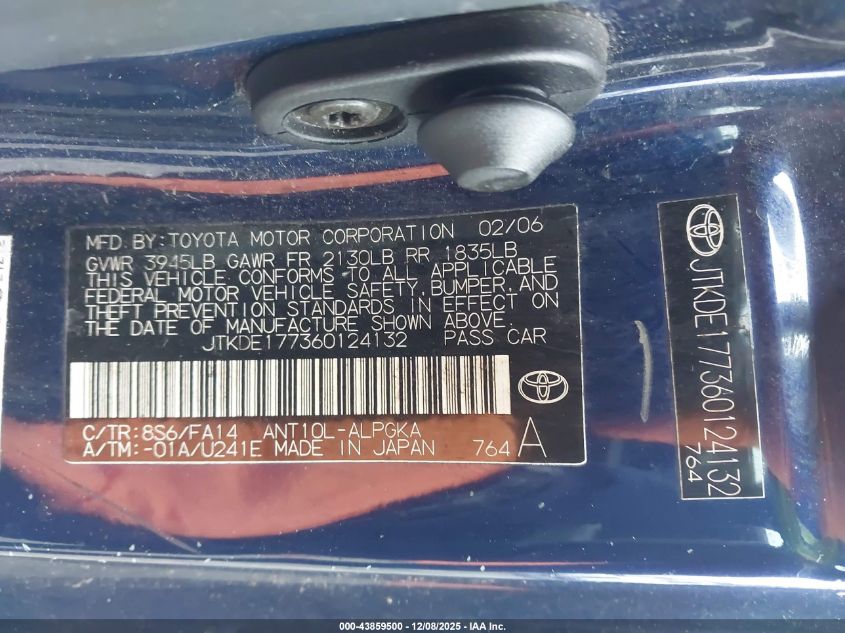 MFD BY:TOYOTA MOTOR CORPORATION 02/06
GVWR 3945LB GAWR FR 2130LB RR 1835LB
THIS VEHICLE CONFORMS TO ALL APPLICABLE
FEDERAL MOTOR VEHICLE SAFETY, BUMPER, AND
THEFT PREVENTION STANDARDS IN EFFECT ON
THE DATE OF MANUFACTURE SHOWN ABOVE.
JTKDE177360124132 PASS CAR
C/TR:8S6/FA14 ANT10L-ALPGKA
A/TM:-01A/U241E MADE IN JAPAN 764 A
JTKDE177360124132
764
000-43859500 - 12/08/2025 - IAA Inc.